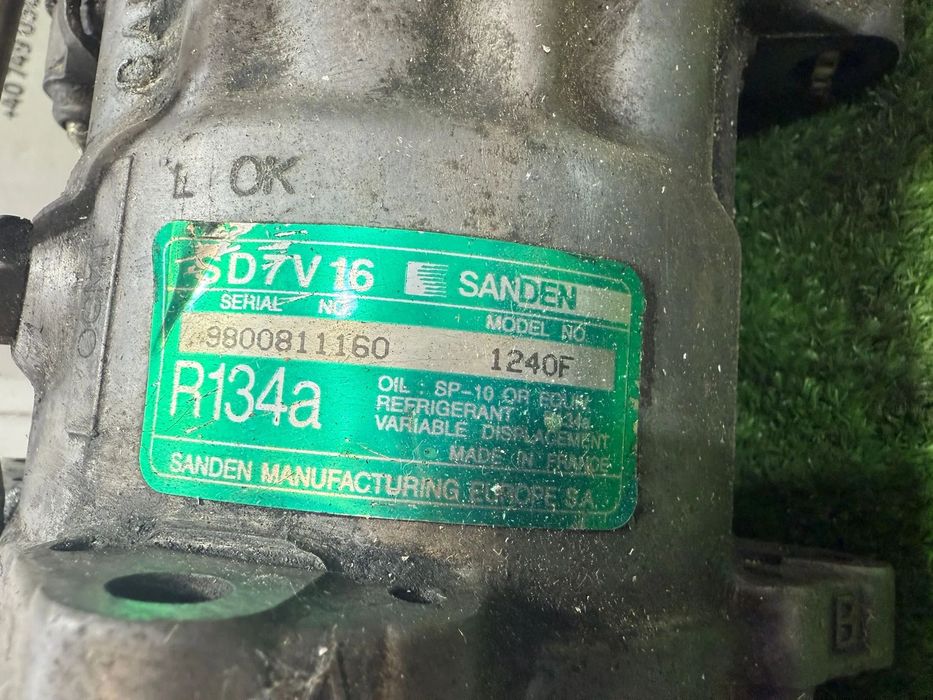 OK
SD7V16 SANDEN
SERIAL NO. MODEL NO.
9800811160 1240F
R134a
OIL : SP-10 OR EQUIV
REFRIGERANT R134a
VARIABLE DISPLACEMENT
MADE IN FRANCE
SANDEN MANUFACTURING EUROPE S.A.
B